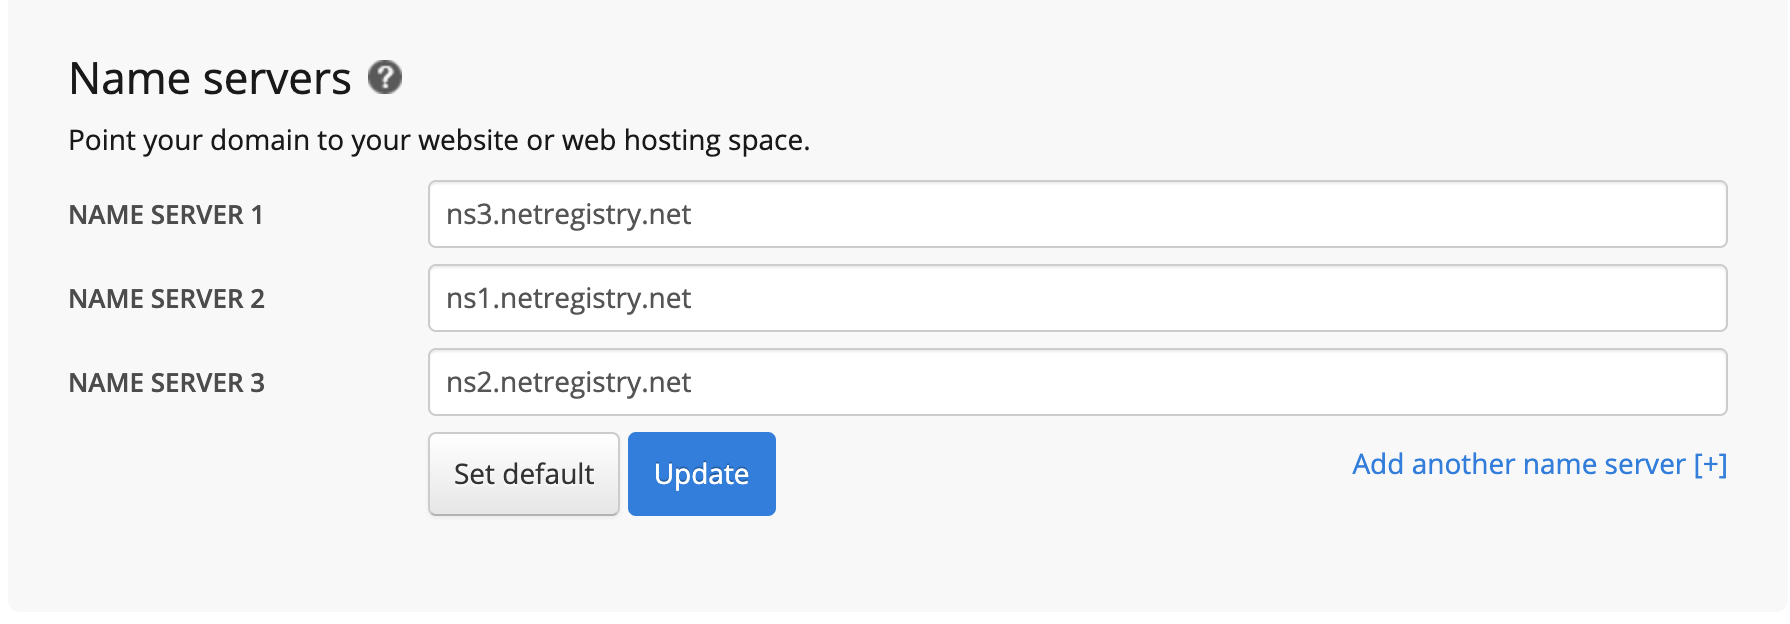 Name servers ?
Point your domain to your website or web hosting space.
NAME SERVER 1 ns3.netregistry.net
NAME SERVER 2 ns1.netregistry.net
NAME SERVER 3 ns2.netregistry.net
Set default Update Add another name server [+]